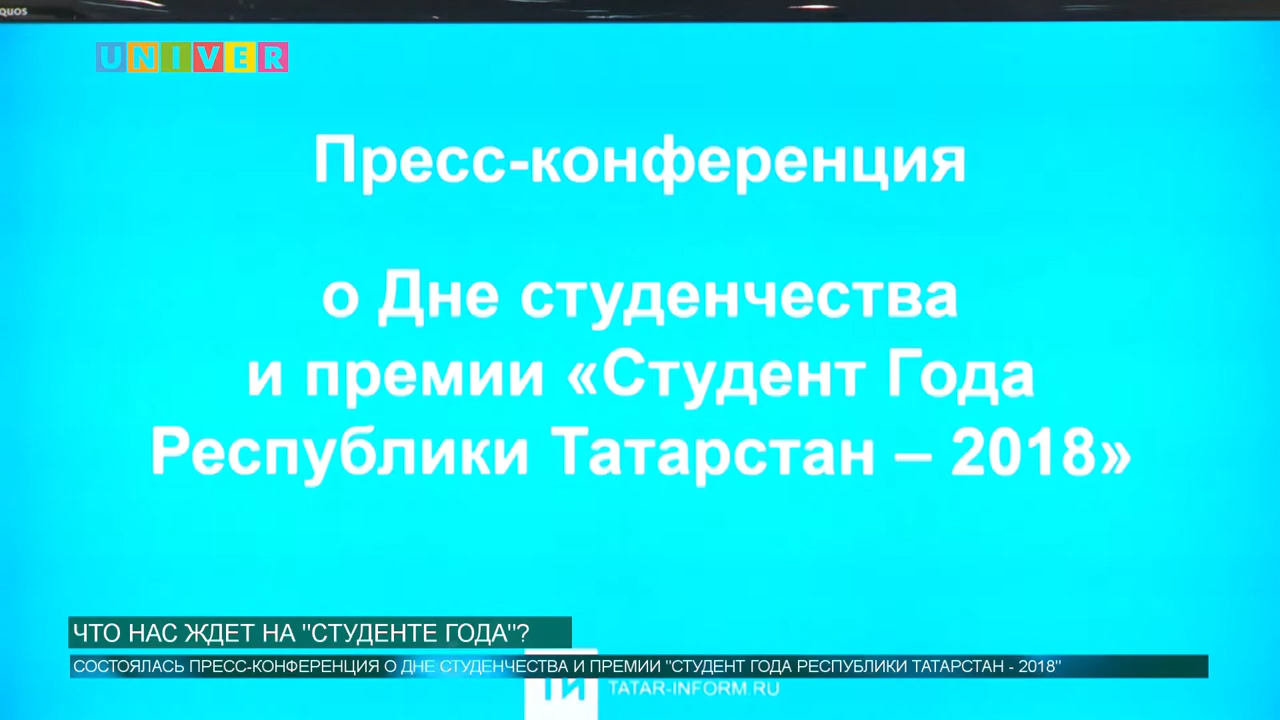 quos
UNIVER
Пресс-конференция
о Дне студенчества
и премии «Студент Года
Республики Татарстан – 2018»
ЧТО НАС ЖДЕТ НА "СТУДЕНТЕ ГОДА"?
СОСТОЯЛАСЬ ПРЕСС-КОНФЕРЕНЦИЯ О ДНЕ СТУДЕНЧЕСТВА И ПРЕМИИ "СТУДЕНТ ГОДА РЕСПУБЛИКИ ТАТАРСТАН - 2018"
ТИ TATAR-INFORM.RU